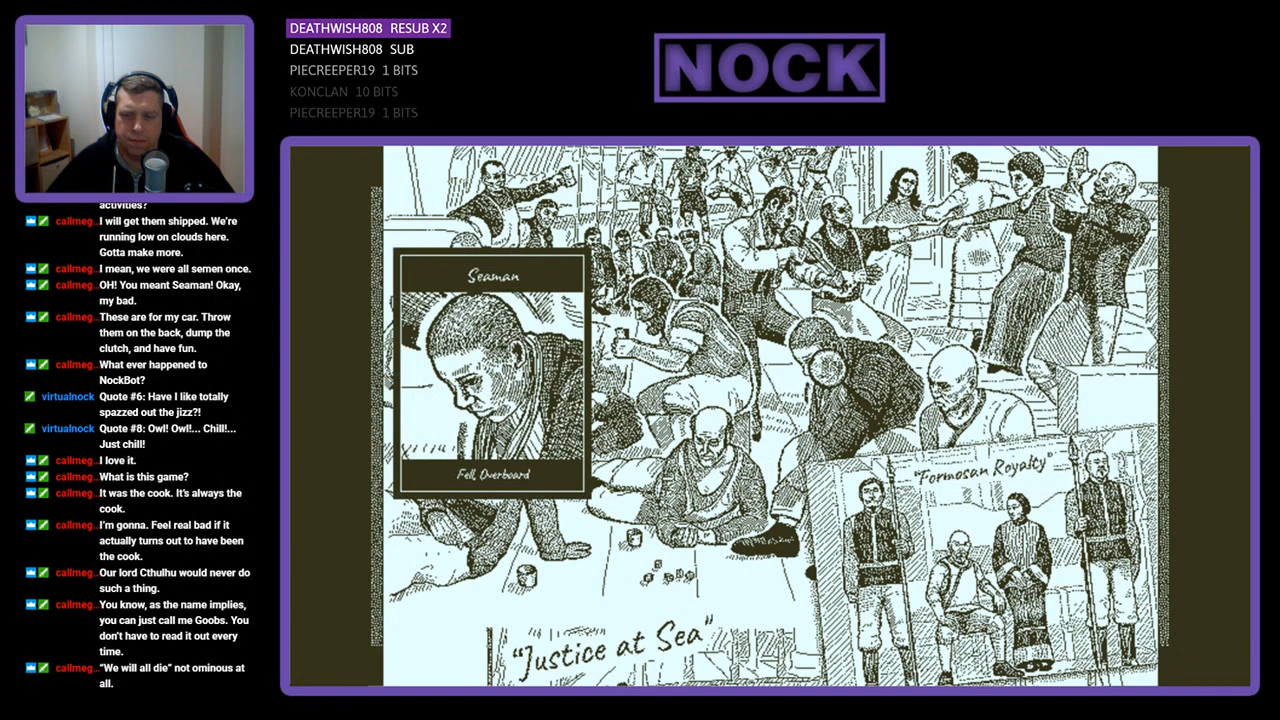 DEATHWISH808 RESUB X2
DEATHWISH808 SUB
PIECREEPER19 1 BITS
KONCLAN 10 BITS
PIECREEPER19 1 BITS
NOCK
activities?
callmeg... I will get them shipped. We're
running low on clouds here.
Gotta make more.
callmeg... I mean, we were all semen once.
callmeg... OH! You meant Seaman! Okay,
my bad.
callmeg... These are for my car. Throw
them on the back, dump the
clutch, and have fun.
callmeg... What ever happened to
NockBot?
virtualnock Quote #6: Have I like totally
spazzed out the jizz?!
virtualnock Quote #8: Owl! Owl!... Chill!...
Just chill!
callmeg... I love it.
callmeg... What is this game?
callmeg... It was the cook. It's always the
cook.
callmeg... I'm gonna. Feel real bad if it
actually turns out to have been
the cook.
callmeg... Our lord Cthulhu would never do
such a thing.
callmeg... You know, as the name implies,
you can just call me Goobs. You
don't have to read it out every
time.
callmeg... "We will all die" not ominous at
all.
Seaman
Fell Overboard
"Formosan Royalty"
"Justice at Sea"